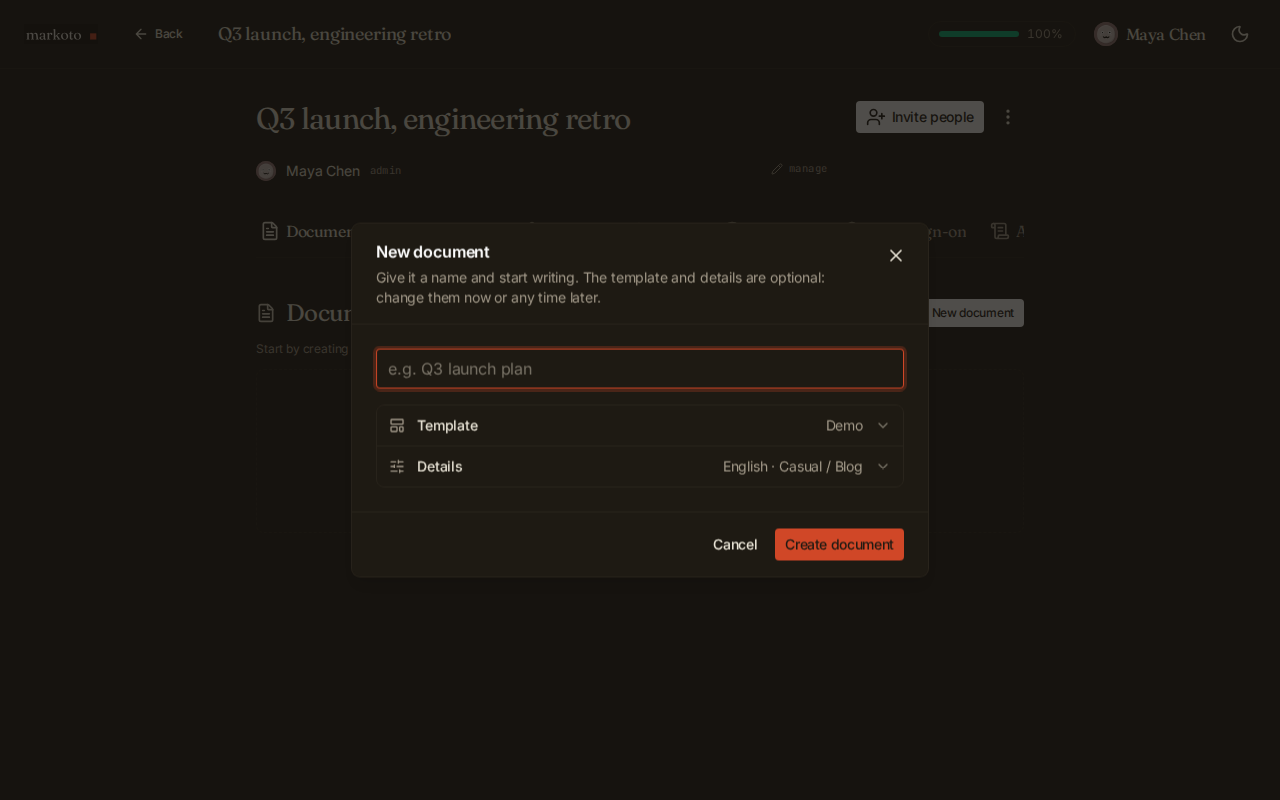 markoto
Back
Q3 launch, engineering retro
100%
Maya Chen
Q3 launch, engineering retro
Invite people
Maya Chen admin
manage
New document
Give it a name and start writing. The template and details are optional:
change them now or any time later.
Start by creating
New document
e.g. Q3 launch plan
Template
Demo
Details
English · Casual / Blog
Cancel
Create document